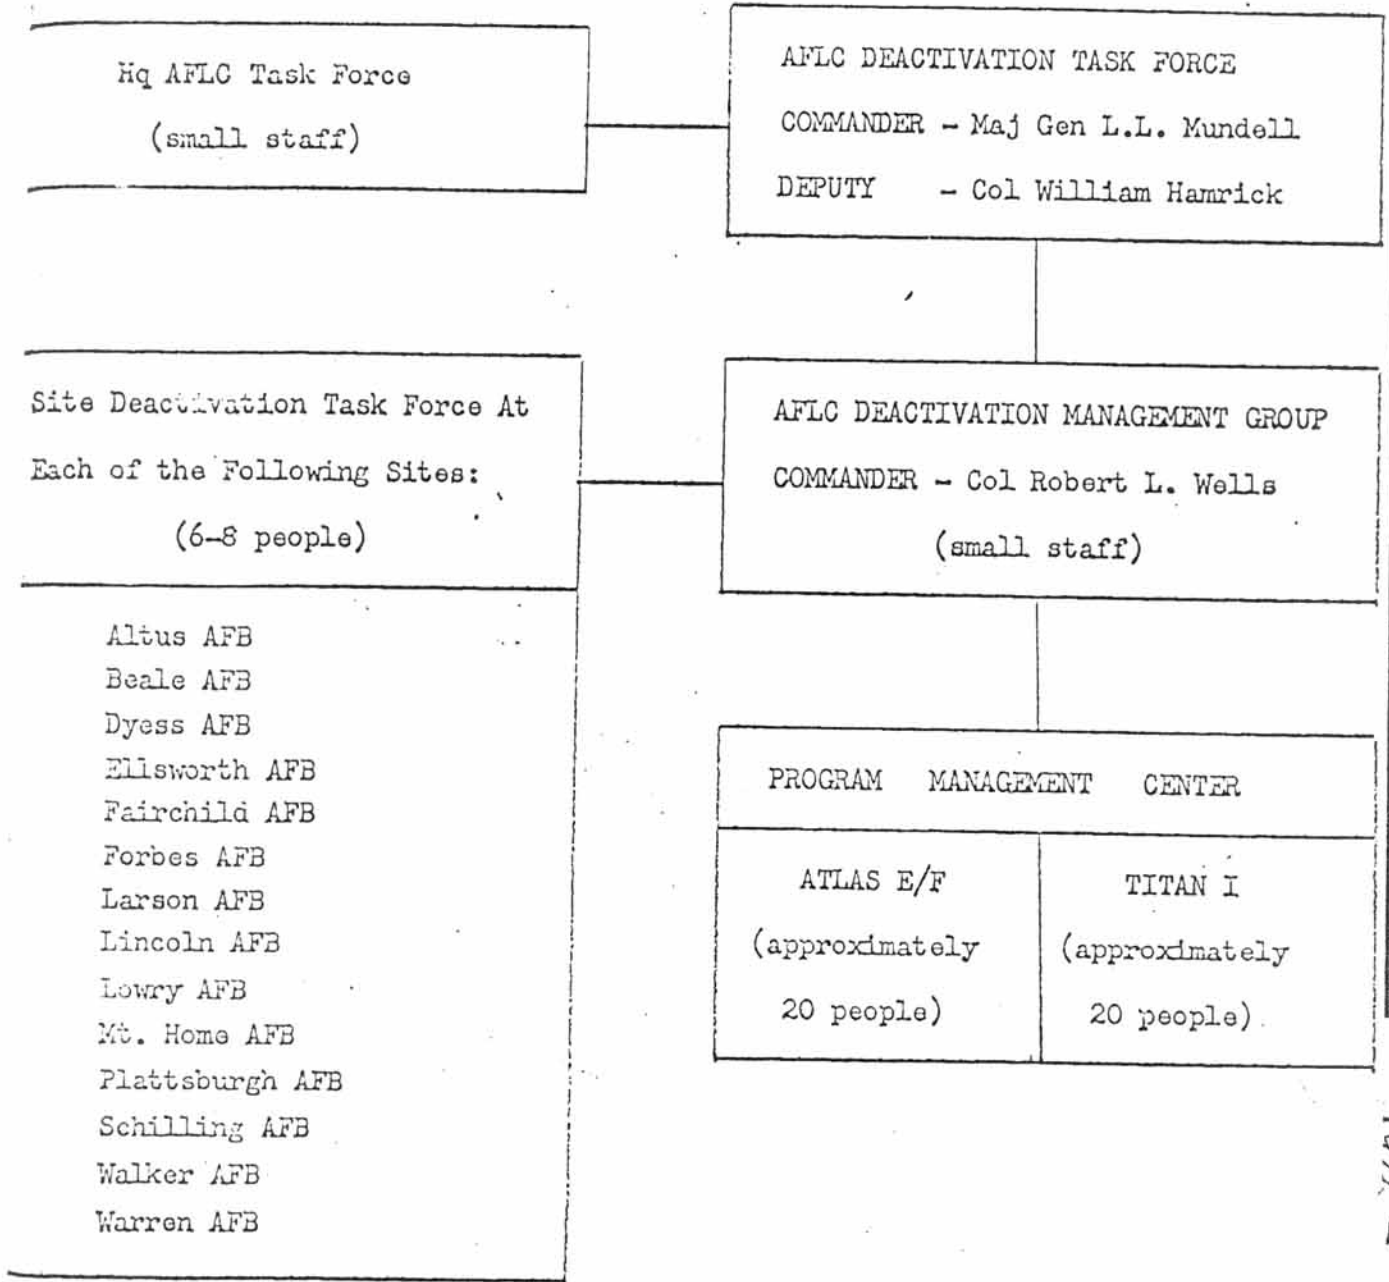 Hq AFLC Task Force
(small staff)
AFLC DEACTIVATION TASK FORCE
COMMANDER - Maj Gen L.L. Mundell
DEPUTY - Col William Hamrick
Site Deactivation Task Force At
Each of the Following Sites:
(6-8 people)
Altus AFB
Beale AFB
Dyess AFB
Ellsworth AFB
Fairchild AFB
Forbes AFB
Larson AFB
Lincoln AFB
Lowry AFB
Mt. Home AFB
Plattsburgh AFB
Schilling AFB
Walker AFB
Warren AFB
AFLC DEACTIVATION MANAGEMENT GROUP
COMMANDER - Col Robert L. Wells
(small staff)
PROGRAM MANAGEMENT CENTER
ATLAS E/F
(approximately
20 people)
TITAN I
(approximately
20 people)